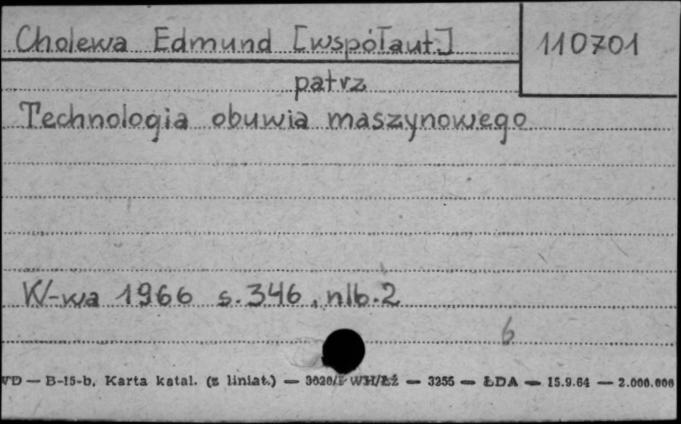 Cholewa Edmund [współaut.] 110701
patrz
Technologia obuwia maszynowego
W-wa 1966 s. 346, nlb. 2
6
VD — B-15-b, Karta katal. (z liniat.) — WH/ŁŻ — 3255 — ŁDA — 15.9.64 — 2.000.000